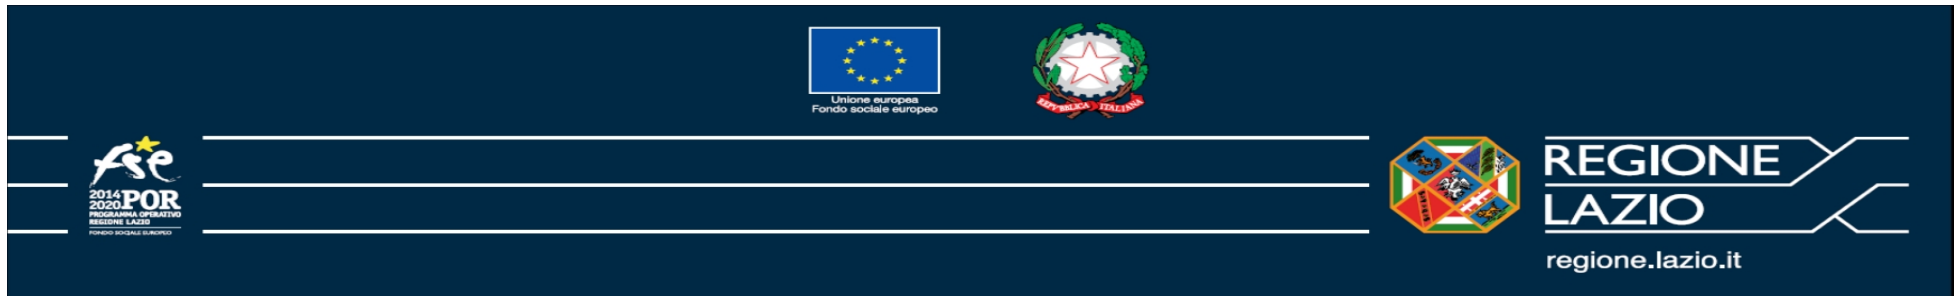 Unione europea
Fondo sociale europeo
REPVBBLICA ITALIANA
fse
2014
2020 POR
PROGRAMMA OPERATIVO
REGIONE LAZIO
FONDO SOCIALE EUROPEO
REGIONE
LAZIO
regione.lazio.it